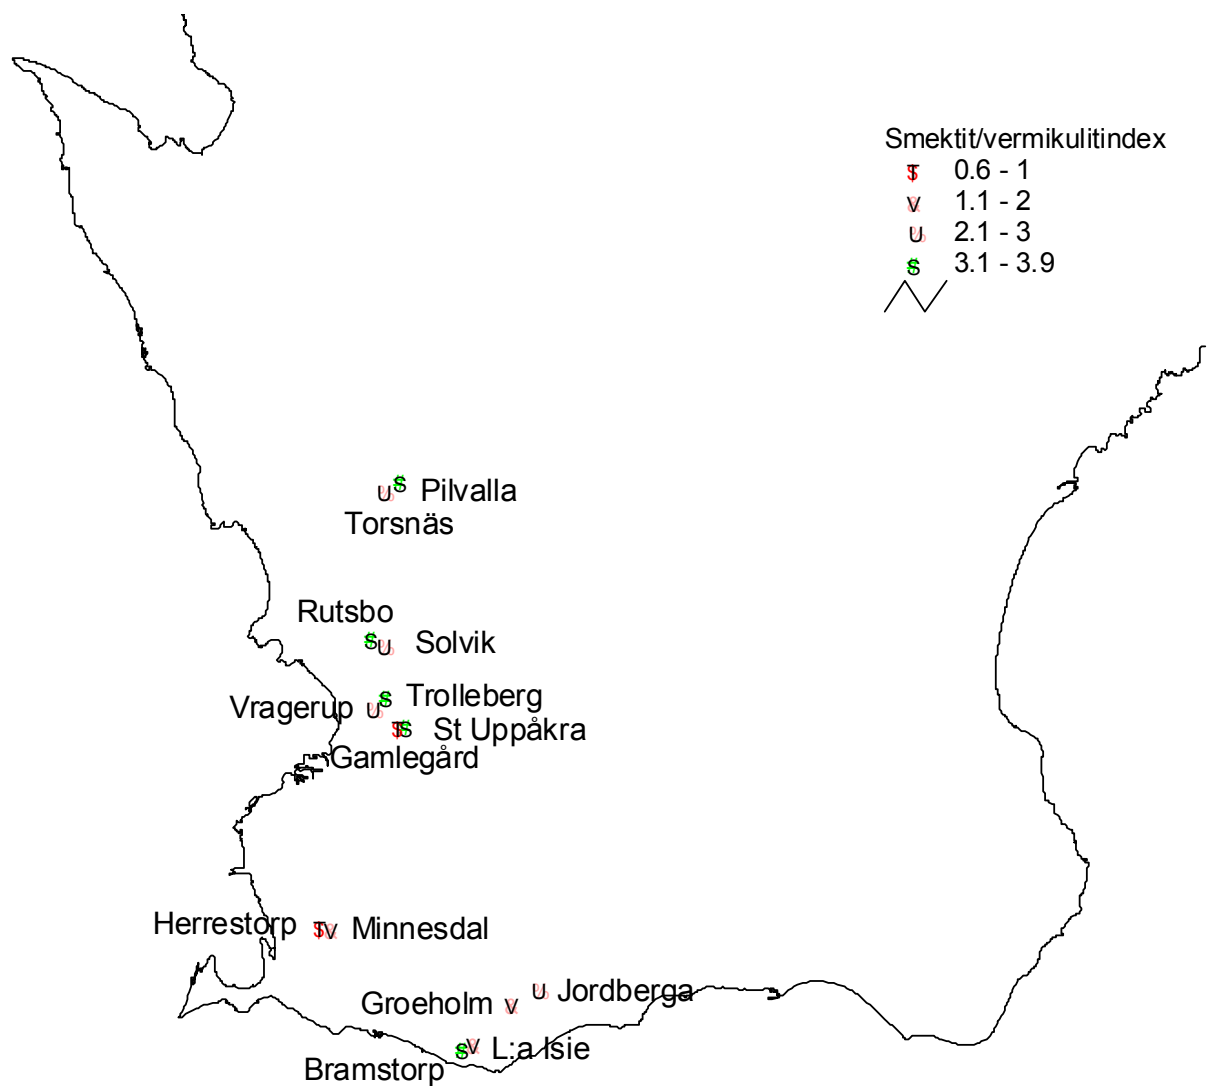 Smektit/vermikulitindex
T 0.6 - 1
V 1.1 - 2
U 2.1 - 3
S 3.1 - 3.9
U S Pilvalla
Torsnäs
Rutsbo
S U Solvik
S Trolleberg
Vragerup U
T S St Uppåkra
Gamlegård
Herrestorp T V Minnesdal
U Jordberga
Groeholm V
S V L:a Isie
Bramstorp